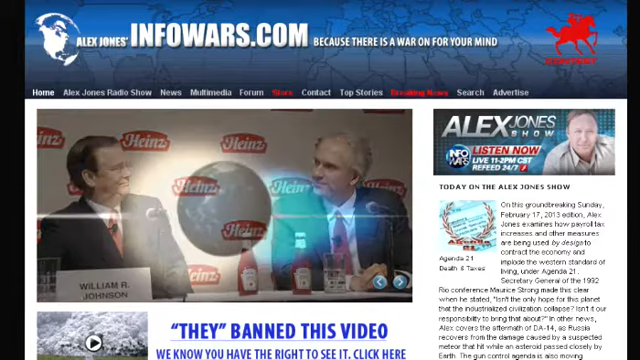 ALEX JONES' INFOWARS.COM BECAUSE THERE IS A WAR ON FOR YOUR MIND
Home Alex Jones Radio Show News Multimedia Forum Store Contact Top Stories Breaking News Search Advertise
Heinz Heinz Heinz
Heinz Heinz
Heinz
WILLIAM R.
JOHNSON
"THEY" BANNED THIS VIDEO
WE KNOW YOU HAVE THE RIGHT TO SEE IT. CLICK HERE
ALEX JONES
SHOW
INFO
WARS
LISTEN NOW
LIVE 11-3PM CST
REFEED 24/7
TODAY ON THE ALEX JONES SHOW
Agenda 21
Agenda 21
Death & Taxes
On this groundbreaking Sunday,
February 17, 2013 edition, Alex
Jones examines how payroll tax
increases and other measures
are being used by design to
contract the economy and
implode the western standard of
living, under Agenda 21.
Secretary General of the 1992
Rio conference Maurice Strong made this clear
when he stated, "Isn't the only hope for this planet
that the industrialized civilization collapse? Isn't it our
responsibility to bring that about?" In other news,
Alex covers the aftermath of DA-14, as Russia
recovers from the damage caused by a suspected
meteor that hit while an asteroid passed closely by
Earth. The gun control agenda is also moving